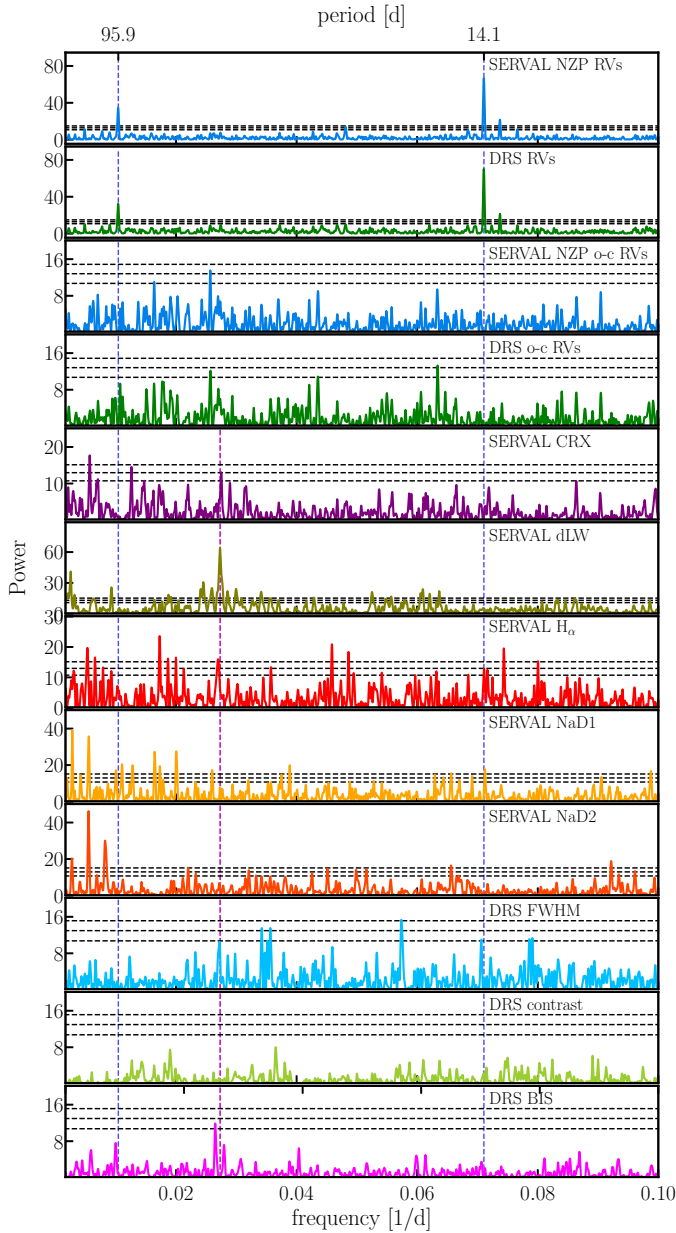 period [d]
95.9 14.1
SERVAL NZP RVs
80
40
0
DRS RVs
80
40
0
SERVAL NZP o-c RVs
16
8
DRS o-c RVs
16
8
SERVAL CRX
20
10
SERVAL dLW
60
30
0
SERVAL Hα
30
20
10
0
SERVAL NaD1
40
20
0
SERVAL NaD2
40
20
0
DRS FWHM
16
8
DRS contrast
16
8
DRS BIS
16
8
Power
0.02 0.04 0.06 0.08 0.10
frequency [1/d]